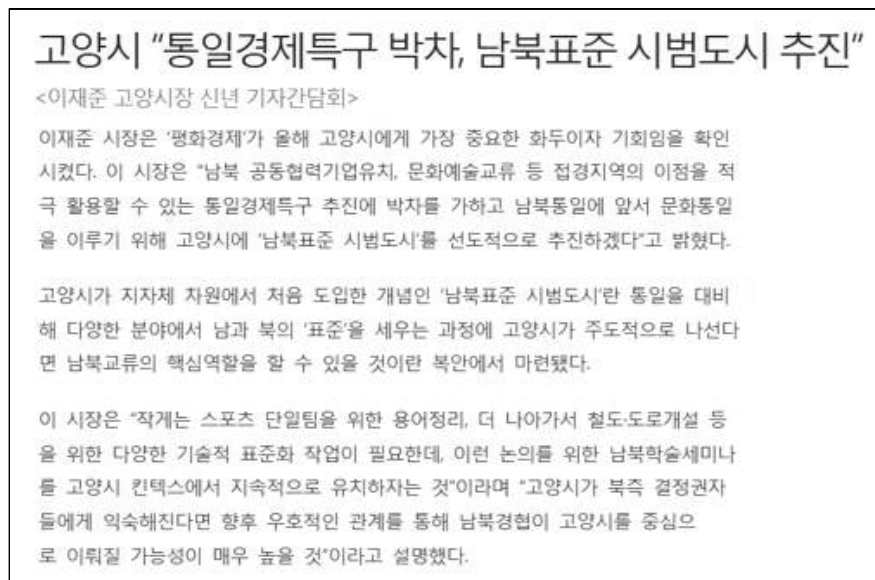 고양시 "통일경제특구 박차, 남북표준 시범도시 추진"
<이재준 고양시장 신년 기자간담회>
이재준 시장은 '평화경제'가 올해 고양시에게 가장 중요한 화두이자 기회임을 확인
시켰다. 이 시장은 "남북 공동협력기업유치, 문화예술교류 등 접경지역의 이점을 적
극 활용할 수 있는 통일경제특구 추진에 박차를 가하고 남북통일에 앞서 문화통일
을 이루기 위해 고양시에 '남북표준 시범도시'를 선도적으로 추진하겠다"고 밝혔다.
고양시가 지자체 차원에서 처음 도입한 개념인 '남북표준 시범도시'란 통일을 대비
해 다양한 분야에서 남과 북의 '표준'을 세우는 과정에 고양시가 주도적으로 나선다
면 남북교류의 핵심역할을 할 수 있을 것이란 복안에서 마련됐다.
이 시장은 "작게는 스포츠 단일팀을 위한 용어정리, 더 나아가서 철도·도로개설 등
을 위한 다양한 기술적 표준화 작업이 필요한데, 이런 논의를 위한 남북학술세미나
를 고양시 킨텍스에서 지속적으로 유치하자는 것"이라며 "고양시가 북측 결정권자
들에게 익숙해진다면 향후 우호적인 관계를 통해 남북경협이 고양시를 중심으
로 이뤄질 가능성이 매우 높을 것"이라고 설명했다.